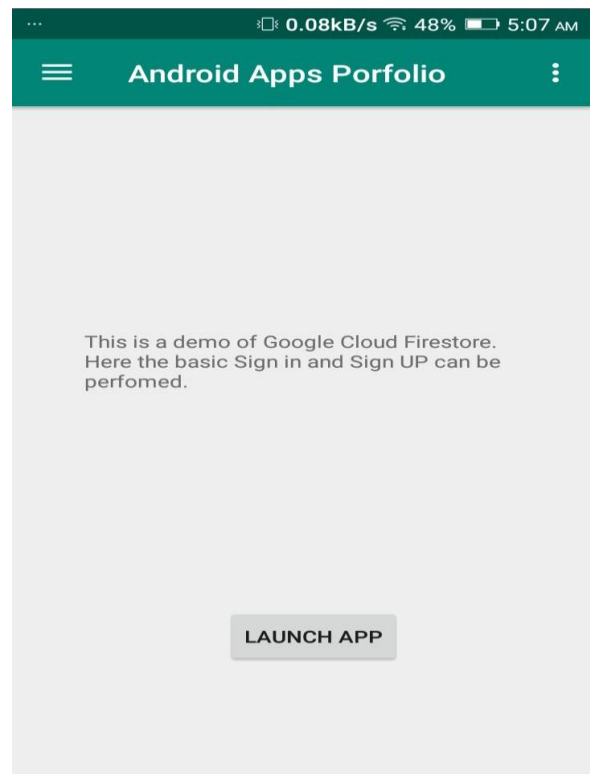 ... 0.08kB/s 48% 5:07 AM
Android Apps Porfolio
This is a demo of Google Cloud Firestore.
Here the basic Sign in and Sign UP can be
perfomed.
LAUNCH APP